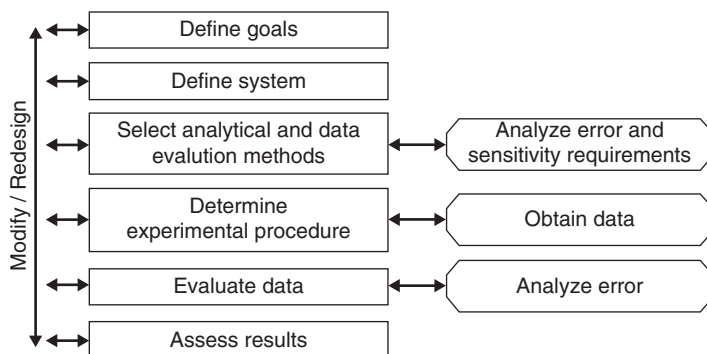 Modify / Redesign
Define goals
Define system
Select analytical and data
evalution methods
Analyze error and
sensitivity requirements
Determine
experimental procedure
Obtain data
Evaluate data
Analyze error
Assess results